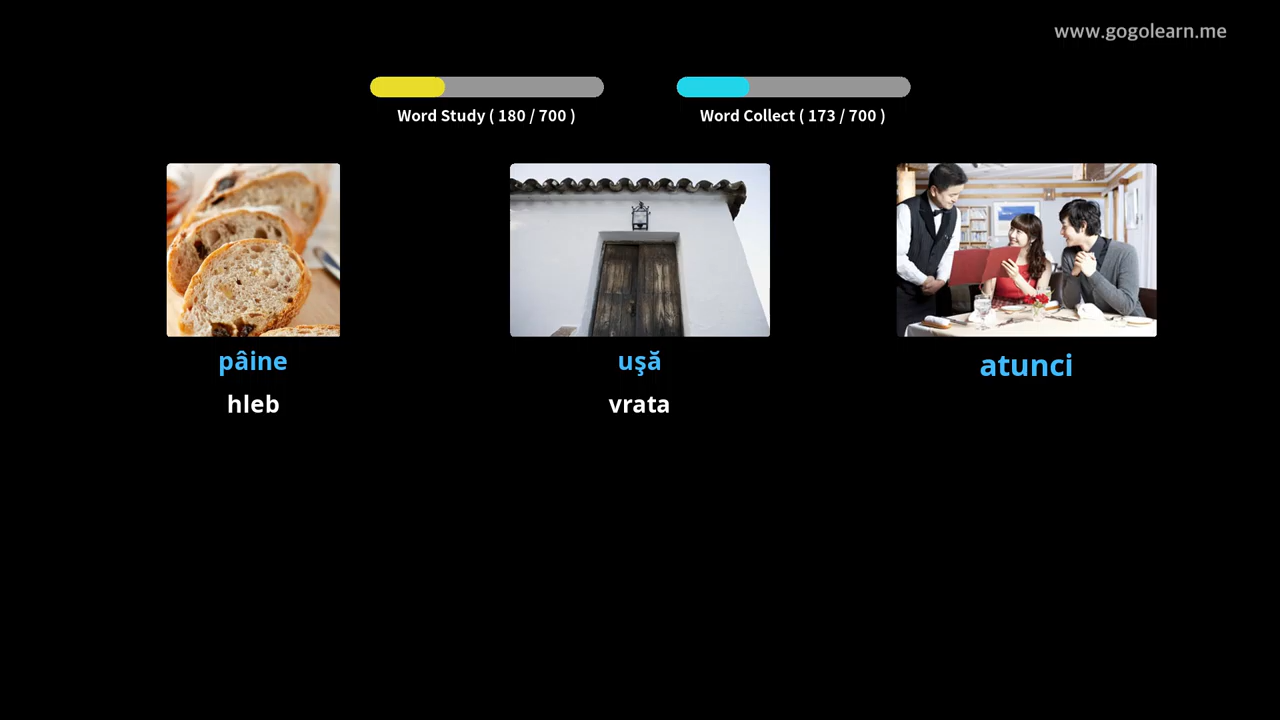 www.gogolearn.me
Word Study ( 180 / 700 )
Word Collect ( 173 / 700 )
pâine
uşă
atunci
hleb
vrata